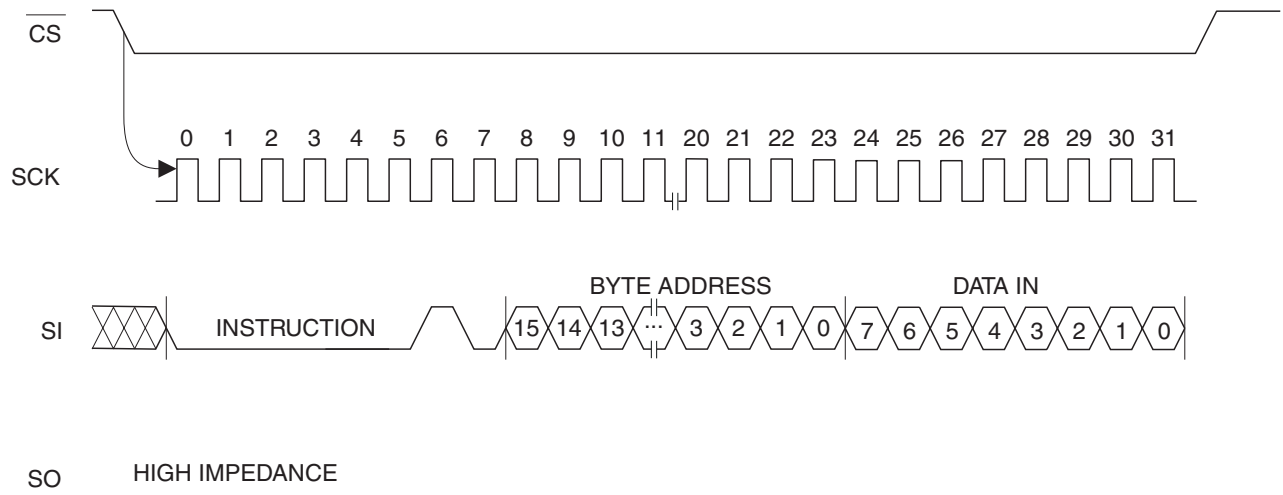 CS
0 1 2 3 4 5 6 7 8 9 10 11 20 21 22 23 24 25 26 27 28 29 30 31
SCK
BYTE ADDRESS DATA IN
SI INSTRUCTION 15 14 13 ... 3 2 1 0 7 6 5 4 3 2 1 0
SO HIGH IMPEDANCE